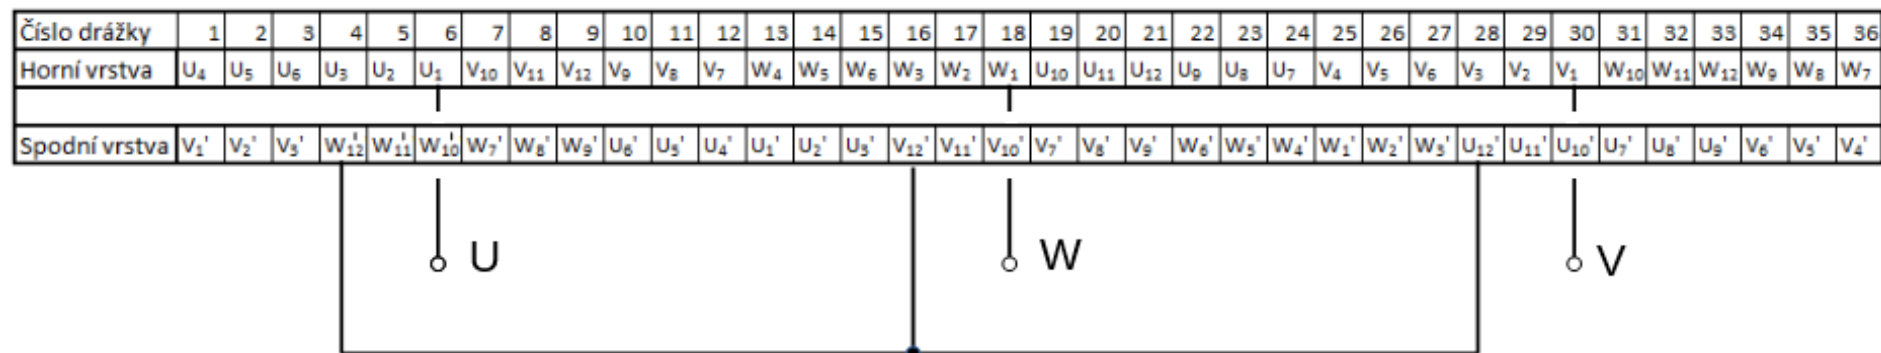 Číslo drážky 1 2 3 4 5 6 7 8 9 10 11 12 13 14 15 16 17 18 19 20 21 22 23 24 25 26 27 28 29 30 31 32 33 34 35 36
Horní vrstva U₄ U₅ U₆ U₃ U₂ U₁ V₁₀ V₁₁ V₁₂ V₉ V₈ V₇ W₄ W₅ W₆ W₃ W₂ W₁ U₁₀ U₁₁ U₁₂ U₉ U₈ U₇ V₄ V₅ V₆ V₃ V₂ V₁ W₁₀ W₁₁ W₁₂ W₉ W₈ W₇
Spodní vrstva V₁' V₂' V₃' W₁₂' W₁₁' W₁₀' W₇' W₈' W₉' U₆' U₅' U₄' U₁' U₂' U₃' V₁₂' V₁₁' V₁₀' V₇' V₈' V₉' W₆' W₅' W₄' W₁' W₂' W₃' U₁₂' U₁₁' U₁₀' U₇' U₈' U₉' V₆' V₅' V₄'
U W V